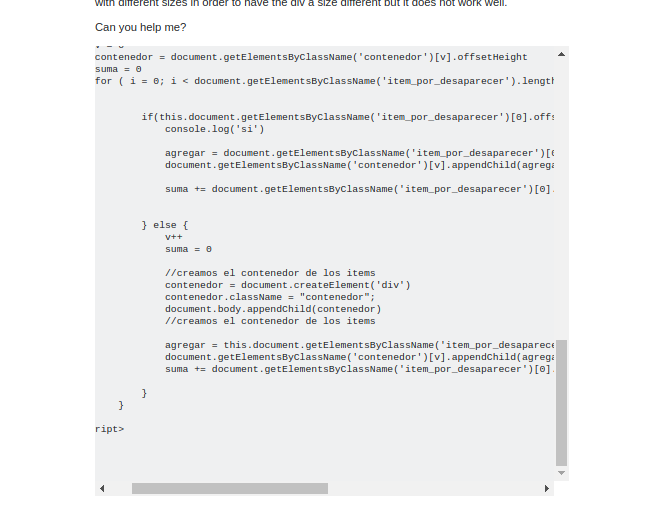 with different sizes in order to have the div a size different but it does not work well.
Can you help me?
contenedor = document.getElementsByClassName('contenedor')[v].offsetHeight
suma = 0
for ( i = 0; i < document.getElementsByClassName('item_por_desaparecer').length
if(this.document.getElementsByClassName('item_por_desaparecer')[0].offs
console.log('si')
agregar = document.getElementsByClassName('item_por_desaparecer')[0
document.getElementsByClassName('contenedor')[v].appendChild(agrega
suma += document.getElementsByClassName('item_por_desaparecer')[0].
} else {
v++
suma = 0
//creamos el contenedor de los items
contenedor = document.createElement('div')
contenedor.className = "contenedor";
document.body.appendChild(contenedor)
//creamos el contenedor de los items
agregar = this.document.getElementsByClassName('item_por_desaparece
document.getElementsByClassName('contenedor')[v].appendChild(agrega
suma += document.getElementsByClassName('item_por_desaparecer')[0].
}
}
ript>